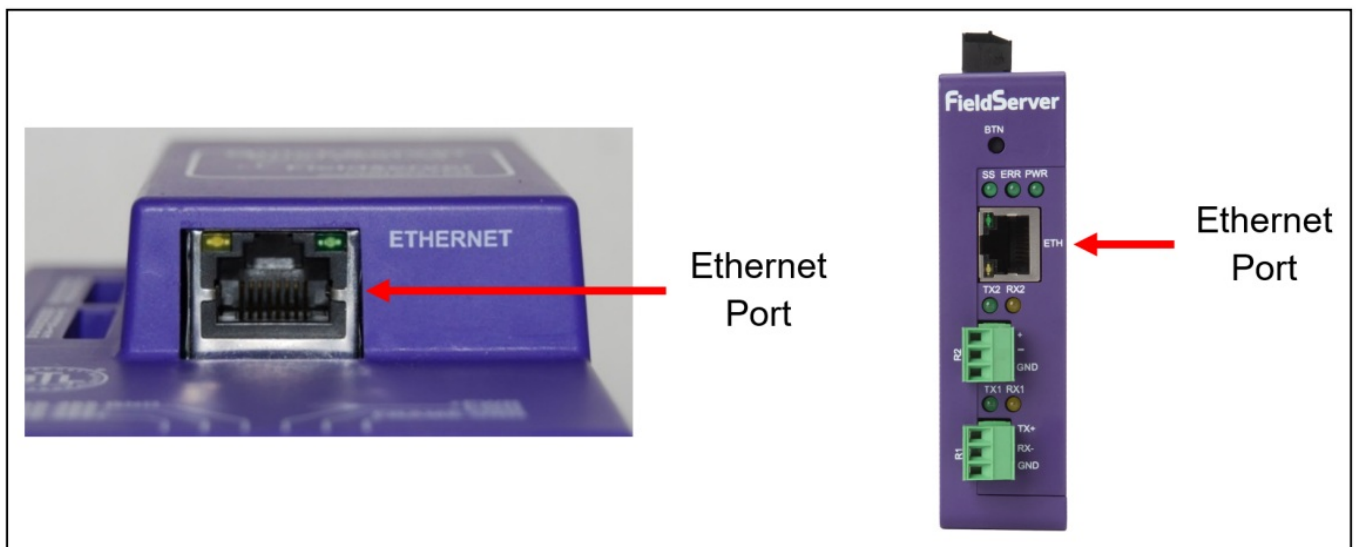 ETHERNET
Ethernet
Port
FieldServer
BTN
SS ERR PWR
ETH
Ethernet
Port
TX2 RX2
R2
+
–
GND
TX1 RX1
R1
TX+
RX-
GND